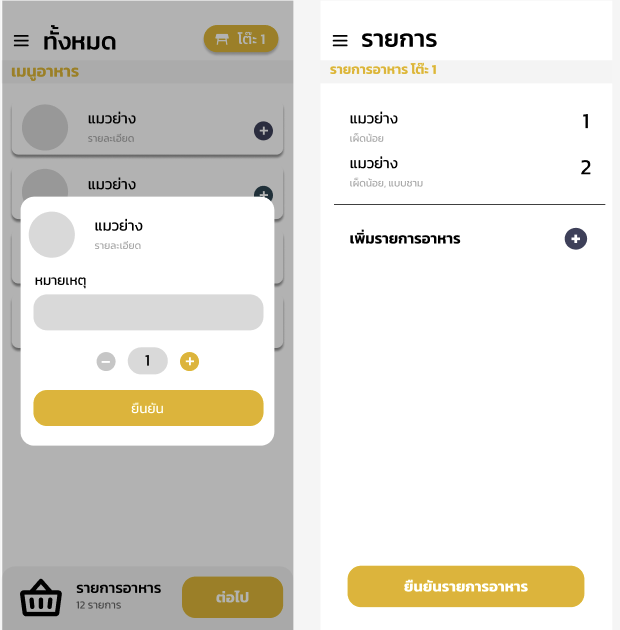 ทั้งหมด
โต๊ะ 1
เมนูอาหาร
แมวย่าง
รายละเอียด
แมวย่าง
แมวย่าง
รายละเอียด
หมายเหตุ
1
ยืนยัน
รายการอาหาร
12 รายการ
ต่อไป
รายการ
รายการอาหาร โต๊ะ 1
แมวย่าง 1
เผ็ดน้อย
แมวย่าง 2
เผ็ดน้อย, แบบชาม
เพิ่มรายการอาหาร
ยืนยันรายการอาหาร